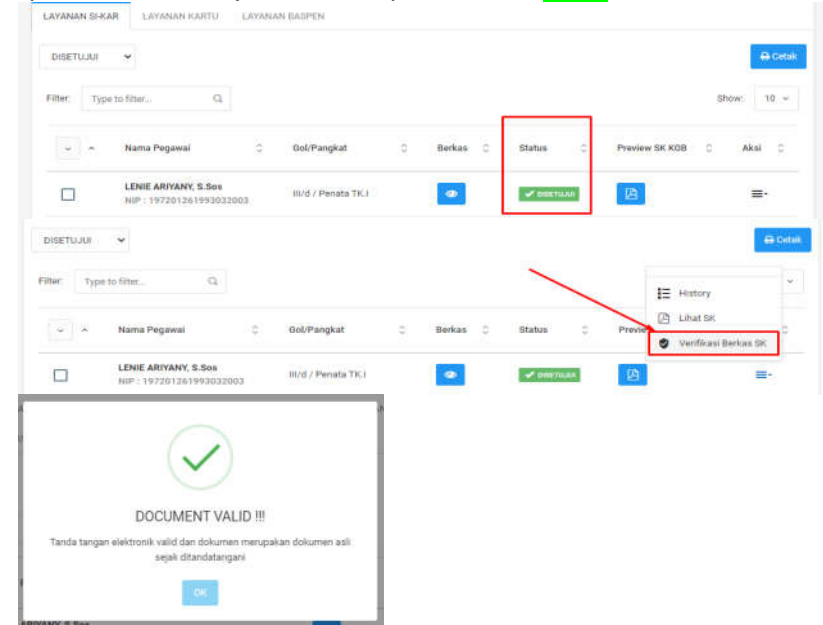 LAYANAN SI-KAR LAYANAN KARTU LAYANAN BASPEN
DISETUJUI Cetak
Filter: Type to filter... Show: 10
Nama Pegawai Gol/Pangkat Berkas Status Preview SK KGB Aksi
LENIE ARIYANY, S.Sos
NIP : 197201261993032003 III/d / Penata TK.I DISETUJUI
DISETUJUI Cetak
Filter: Type to filter...
History
Lihat SK
Nama Pegawai Gol/Pangkat Berkas Status Previe
Verifikasi Berkas SK
LENIE ARIYANY, S.Sos
NIP : 197201261993032003 III/d / Penata TK.I DISETUJUI
DOCUMENT VALID !!!
Tanda tangan elektronik valid dan dokumen merupakan dokumen asli
sejak ditandatangani
OK
ARIYANY, S.Sos